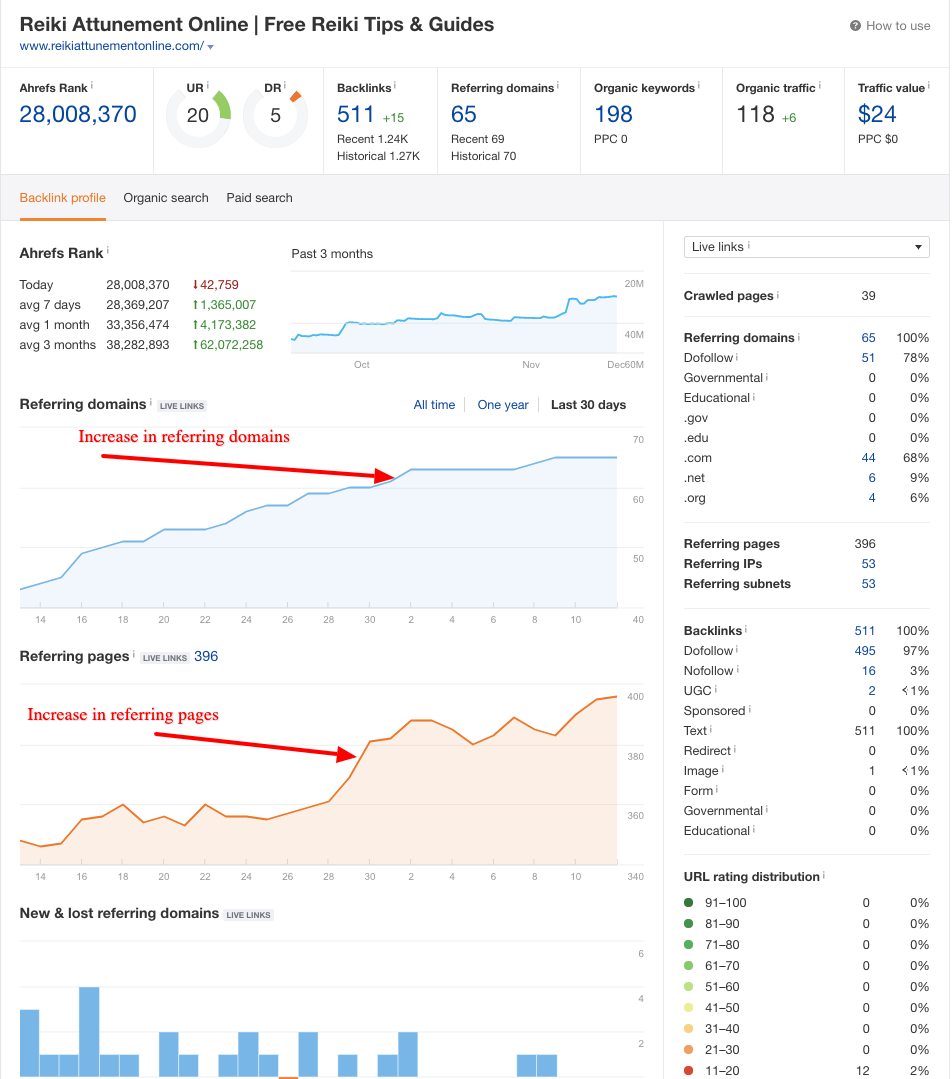 Reiki Attunement Online | Free Reiki Tips & Guides
How to use
www.reikiattunementonline.com/
Ahrefs Rank i
28,008,370
UR i
20
DR i
5
Backlinks i
511 +15
Recent 1.24K
Historical 1.27K
Referring domains i
65
Recent 69
Historical 70
Organic keywords i
198
PPC 0
Organic traffic i
118 +6
Traffic value i
$24
PPC $0
Backlink profile Organic search Paid search
Ahrefs Rank i
Today 28,008,370 ↓42,759
avg 7 days 28,369,207 ↑1,365,007
avg 1 month 33,356,474 ↑4,173,382
avg 3 months 38,282,893 ↑62,072,258
Past 3 months
20M
40M
Oct Nov Dec60M
Referring domains i LIVE LINKS All time One year Last 30 days
Increase in referring domains
70
60
50
14 16 18 20 22 24 26 28 30 2 4 6 8 10 40
Referring pages i LIVE LINKS 396
Increase in referring pages
400
380
360
14 16 18 20 22 24 26 28 30 2 4 6 8 10 340
New & lost referring domains LIVE LINKS
6
4
2
Live links i
Crawled pages i 39
Referring domains i 65 100%
Dofollow i 51 78%
Governmental i 0 0%
Educational i 0 0%
.gov 0 0%
.edu 0 0%
.com 44 68%
.net 6 9%
.org 4 6%
Referring pages 396
Referring IPs 53
Referring subnets 53
Backlinks i 511 100%
Dofollow i 495 97%
Nofollow i 16 3%
UGC i 2 <1%
Sponsored i 0 0%
Text i 511 100%
Redirect i 0 0%
Image i 1 <1%
Form i 0 0%
Governmental i 0 0%
Educational i 0 0%
URL rating distribution i
91–100 0 0%
81–90 0 0%
71–80 0 0%
61–70 0 0%
51–60 0 0%
41–50 0 0%
31–40 0 0%
21–30 0 0%
11–20 12 2%